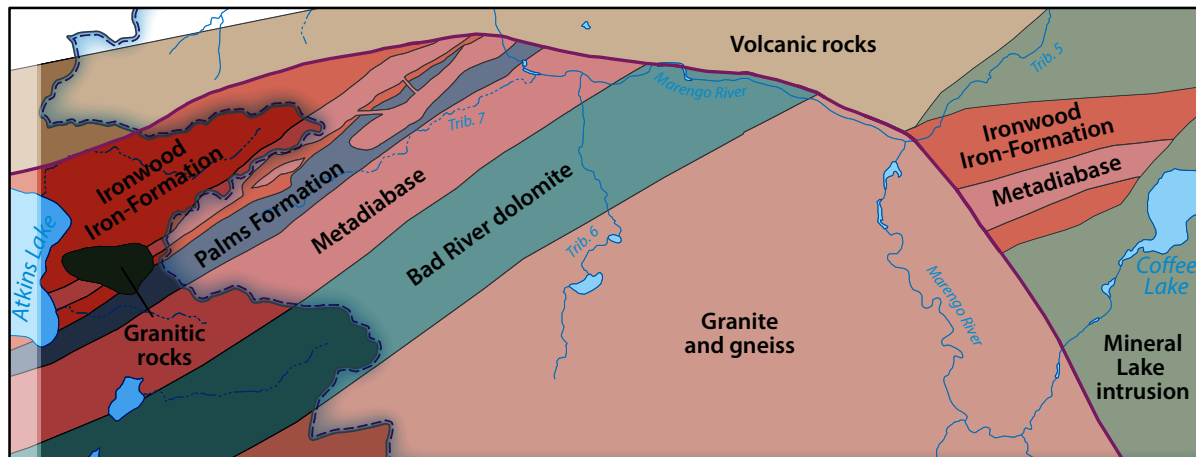 Volcanic rocks
Trib. 5
Marengo River
Ironwood
Iron-Formation
Trib. 7
Ironwood
Iron-Formation
Metadiabase
Palms Formation
Metadiabase
Bad River dolomite
Atkins Lake
Trib. 6
Marengo River
Coffee
Lake
Granitic
rocks
Granite
and gneiss
Mineral
Lake
intrusion